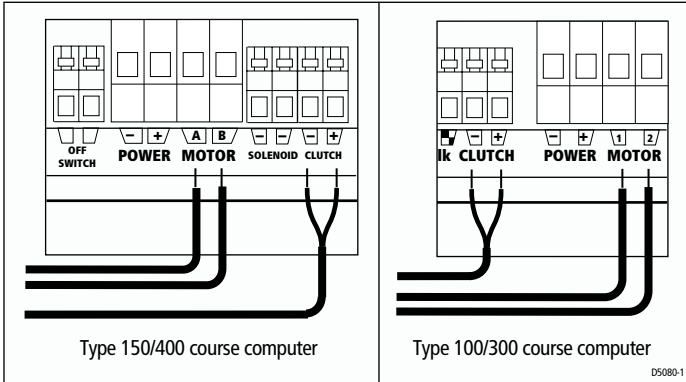 − + A B − − − +
OFF SWITCH POWER MOTOR SOLENOID CLUTCH
− + − + 1 2
lk CLUTCH POWER MOTOR
Type 150/400 course computer
Type 100/300 course computer
D5080-1